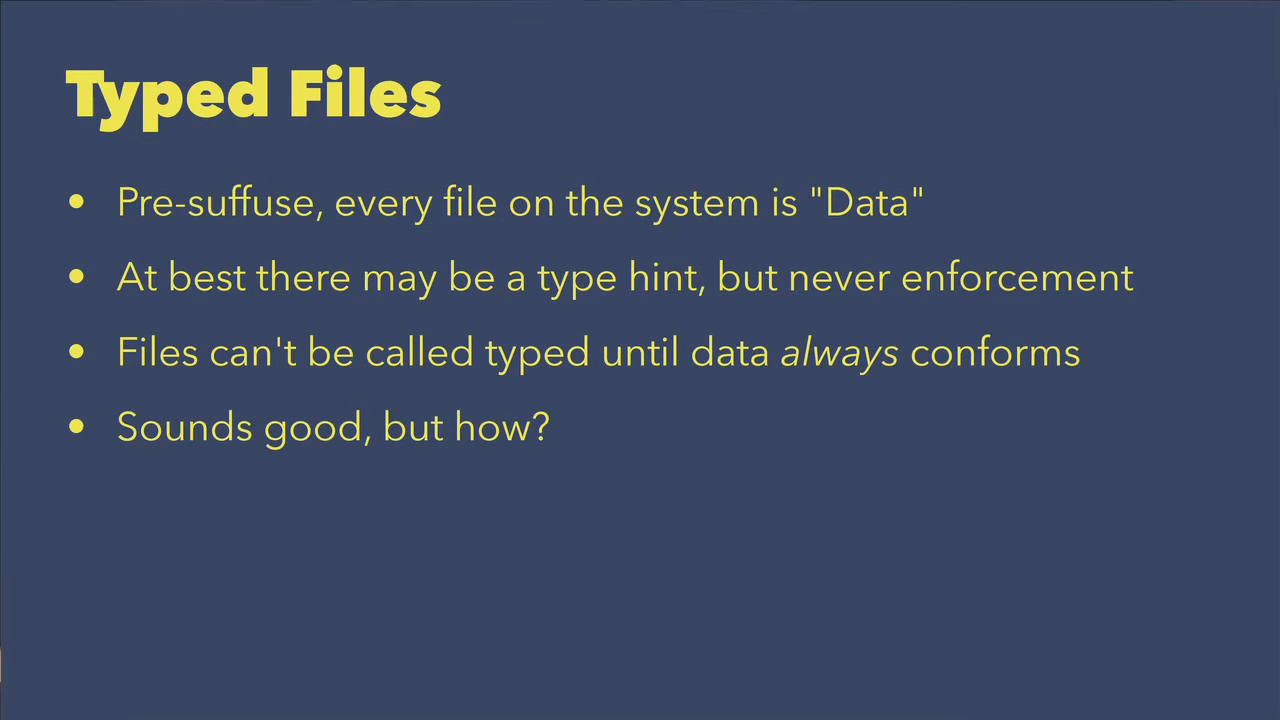 Typed Files
• Pre-suffuse, every file on the system is "Data"
• At best there may be a type hint, but never enforcement
• Files can't be called typed until data always conforms
• Sounds good, but how?